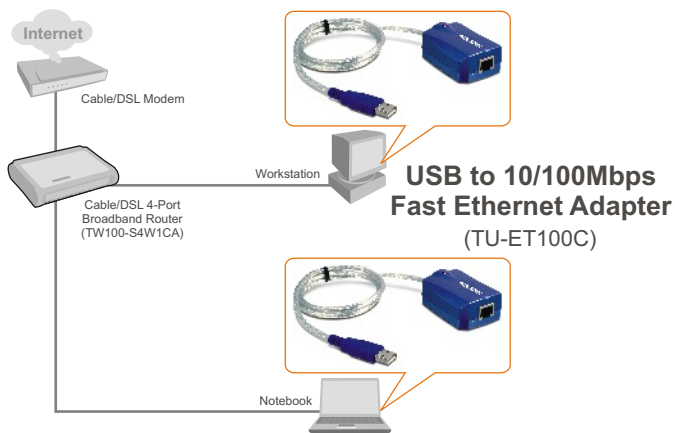 Internet
Cable/DSL Modem
Workstation
Cable/DSL 4-Port
Broadband Router
(TW100-S4W1CA)
USB to 10/100Mbps
Fast Ethernet Adapter
(TU-ET100C)
Notebook